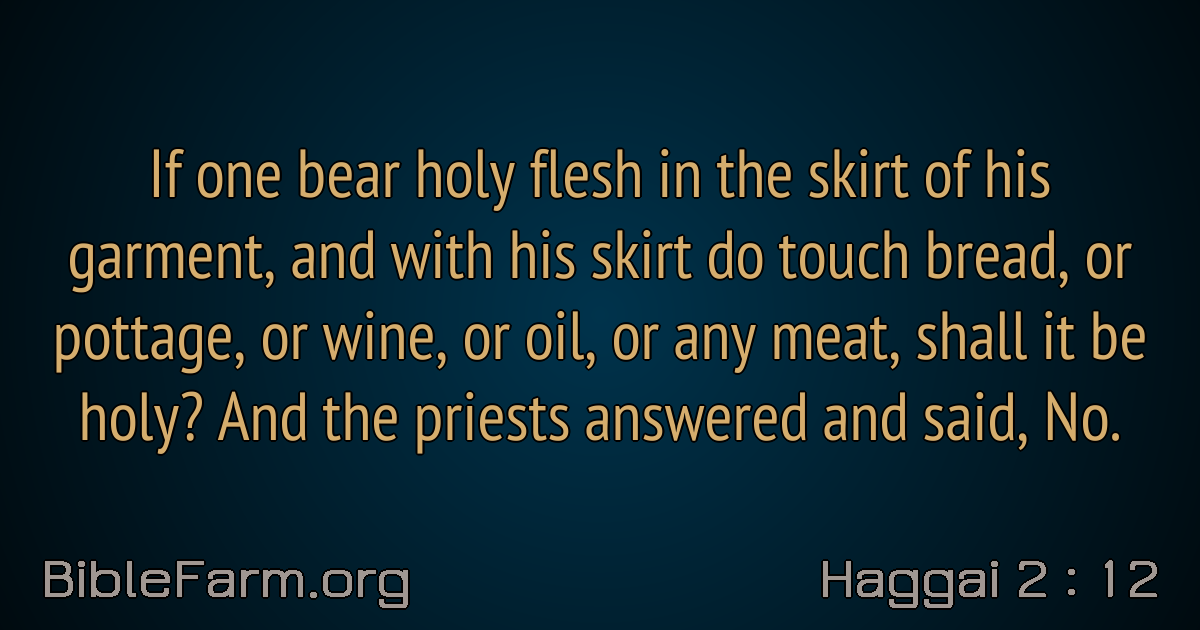 If one bear holy flesh in the skirt of his
garment, and with his skirt do touch bread, or
pottage, or wine, or oil, or any meat, shall it be
holy? And the priests answered and said, No.
BibleFarm.org
Haggai 2 : 12